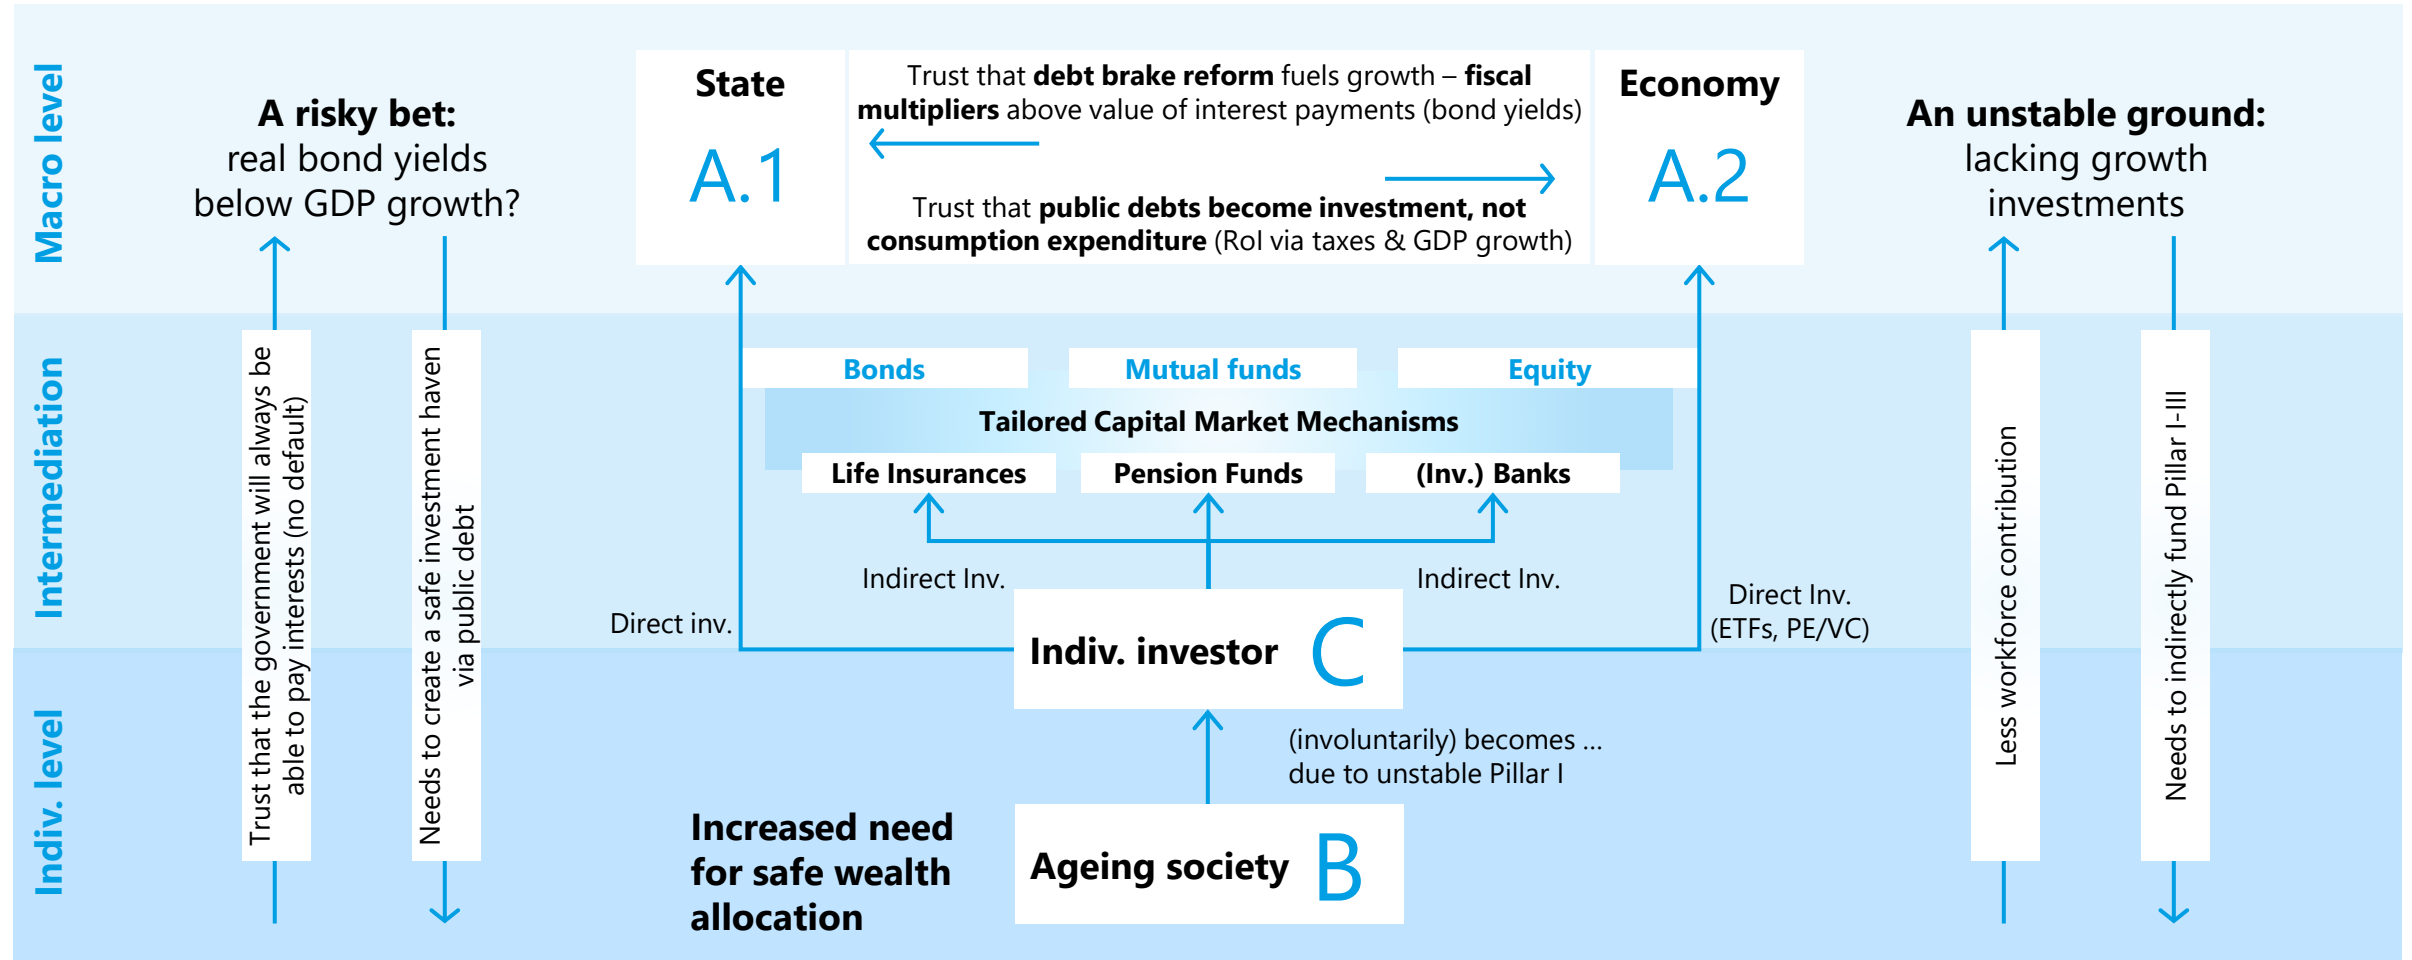 Macro level
Intermediation
Indiv. level
A risky bet:
real bond yields
below GDP growth?
Trust that the government will always be
able to pay interests (no default)
Needs to create a safe investment haven
via public debt
State
A.1
Trust that debt brake reform fuels growth – fiscal
multipliers above value of interest payments (bond yields)
Trust that public debts become investment, not
consumption expenditure (RoI via taxes & GDP growth)
Economy
A.2
An unstable ground:
lacking growth
investments
Less workforce contribution
Needs to indirectly fund Pillar I-III
Bonds
Mutual funds
Equity
Tailored Capital Market Mechanisms
Life Insurances
Pension Funds
(Inv.) Banks
Indirect Inv.
Indirect Inv.
Direct inv.
Direct Inv.
(ETFs, PE/VC)
Indiv. investor C
(involuntarily) becomes ...
due to unstable Pillar I
Increased need
for safe wealth
allocation
Ageing society B